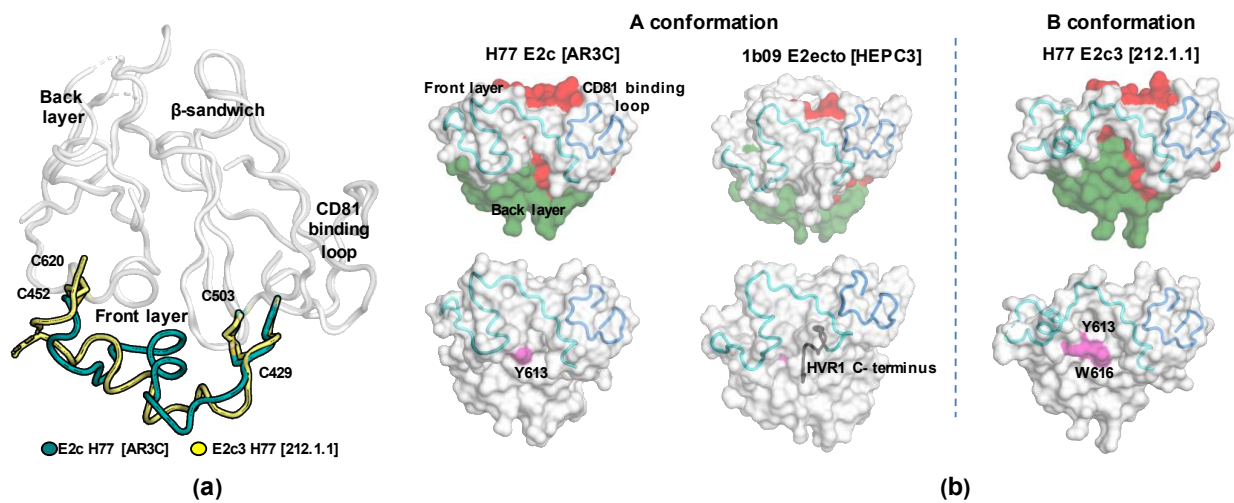 Back
layer
β-sandwich
CD81
binding
loop
C620
C452
C503
Front layer
C429
E2c H77 [AR3C]
E2c3 H77 [212.1.1]
(a)
A conformation
B conformation
H77 E2c [AR3C]
1b09 E2ecto [HEPC3]
H77 E2c3 [212.1.1]
Front layer
CD81 binding
loop
Back layer
Y613
HVR1 C- terminus
Y613
W616
(b)